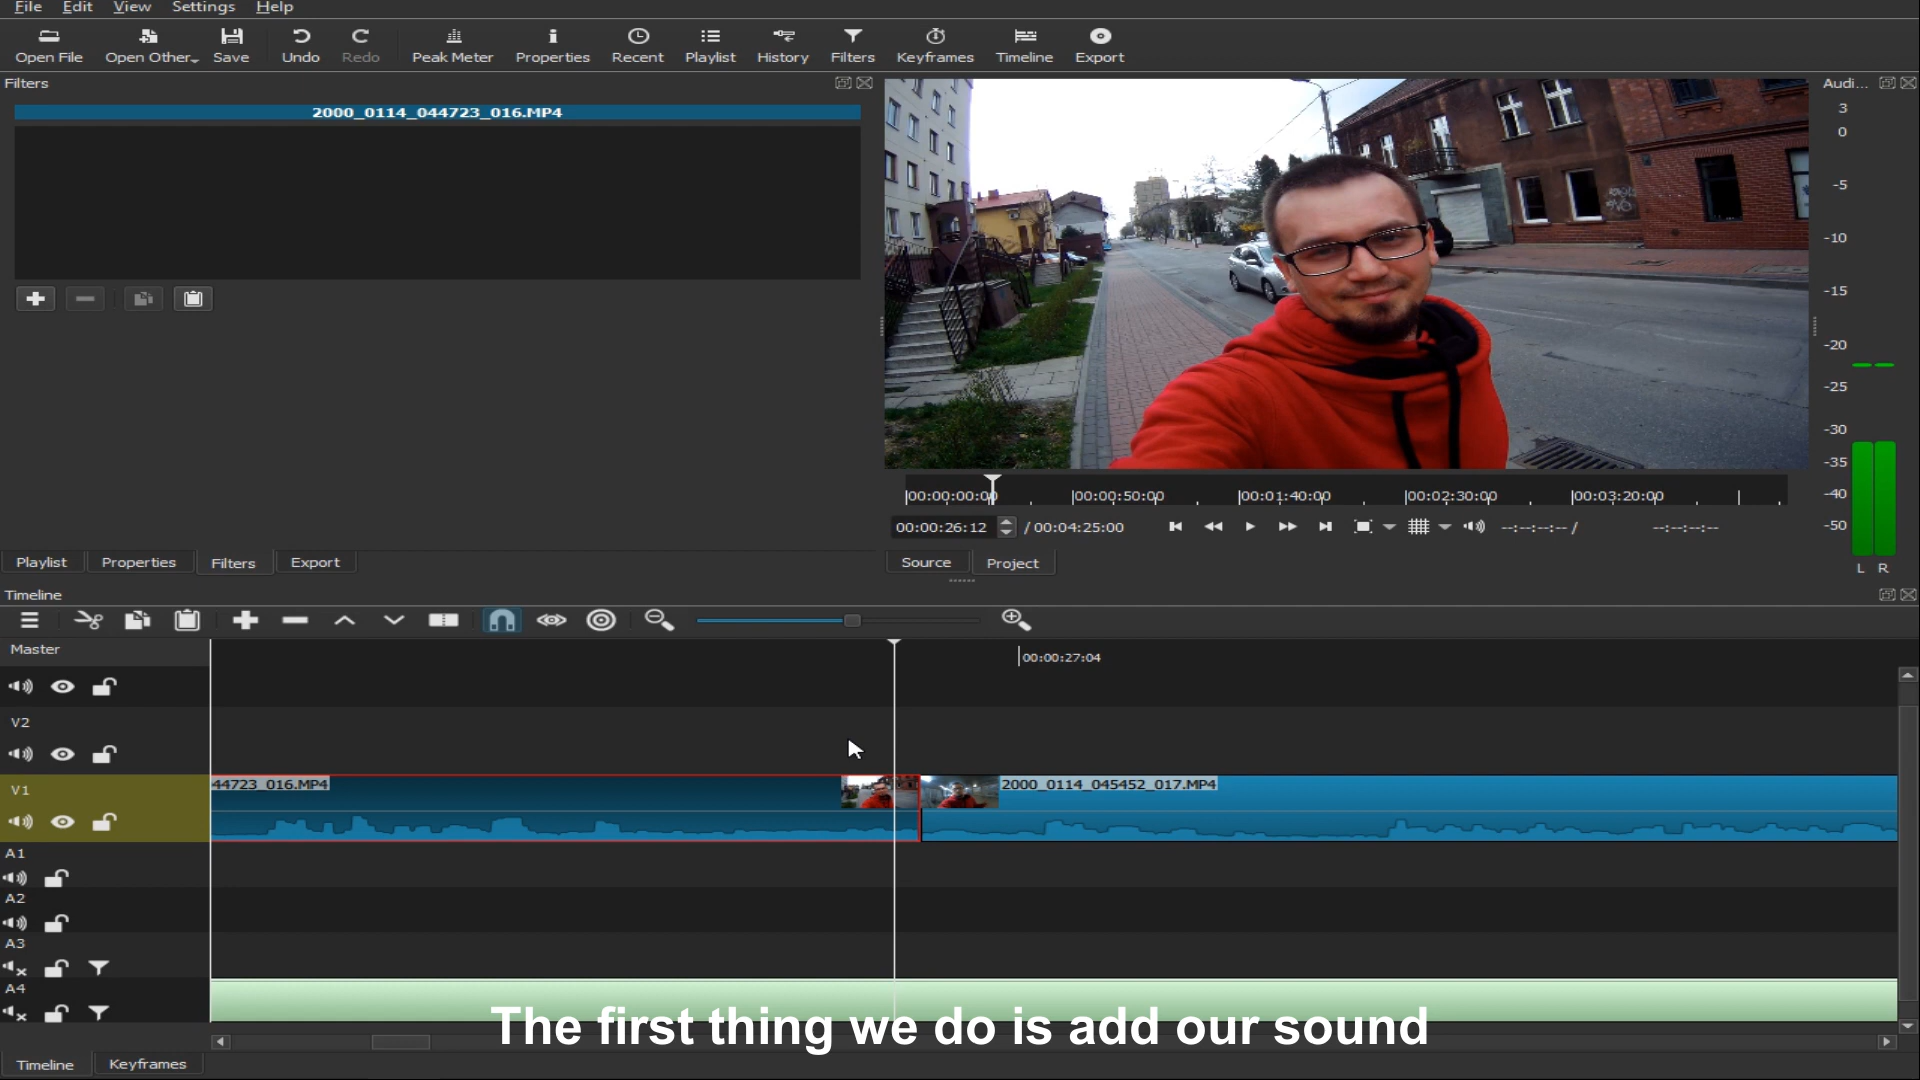 File Edit View Settings Help
Open File Open Other... Save Undo Redo Peak Meter Properties Recent Playlist History Filters Keyframes Timeline Export
Filters
2000_0114_044723_016.MP4
Playlist Properties Filters Export
00:00:00:00 00:00:50:00 00:01:40:00 00:02:30:00 00:03:20:00
00:00:26:12 / 00:04:25:00 --:--:--:-- / --:--:--:--
Source Project
Audi...
3
0
-5
-10
-15
-20
-25
-30
-35
-40
-50
L R
Timeline
Master
00:00:27:04
V2
V1
44723_016.MP4 2000_0114_045452_017.MP4
A1
A2
A3
A4
The first thing we do is add our sound
Timeline Keyframes